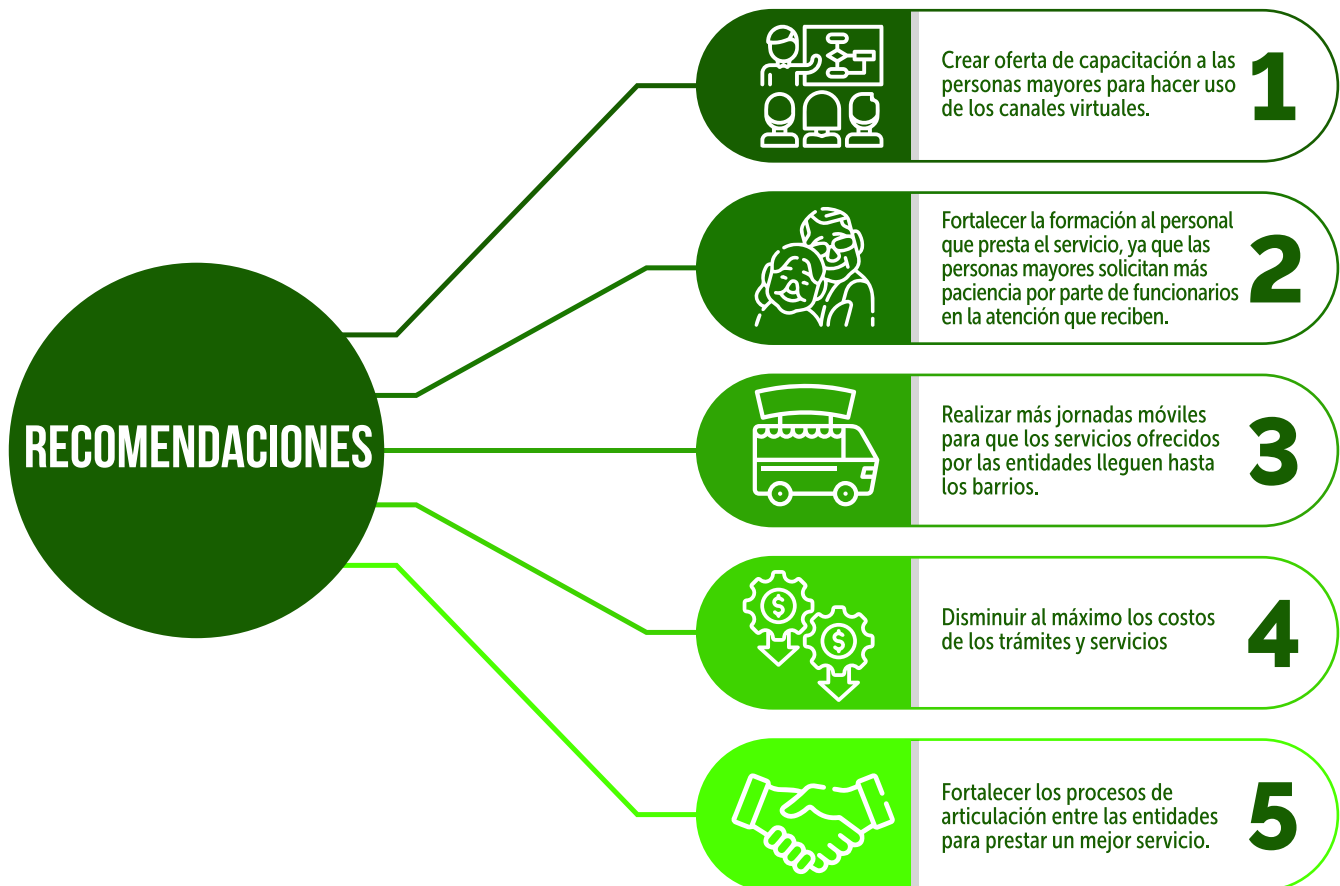 RECOMENDACIONES
Crear oferta de capacitación a las
personas mayores para hacer uso
de los canales virtuales.
1
Fortalecer la formación al personal
que presta el servicio, ya que las
personas mayores solicitan más
paciencia por parte de funcionarios
en la atención que reciben.
2
Realizar más jornadas móviles
para que los servicios ofrecidos
por las entidades lleguen hasta
los barrios.
3
$
$
Disminuir al máximo los costos
de los trámites y servicios
4
Fortalecer los procesos de
articulación entre las entidades
para prestar un mejor servicio.
5